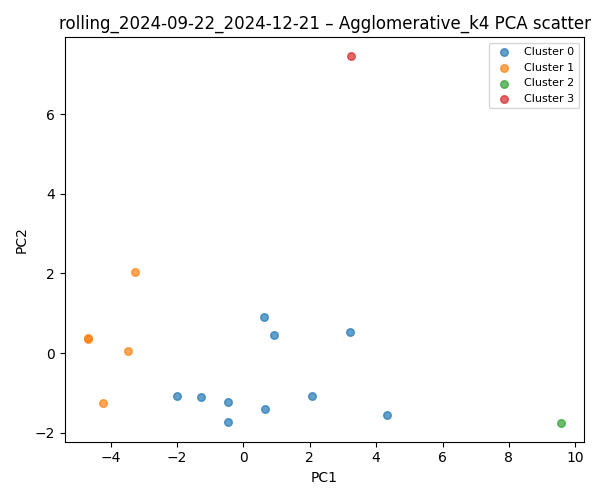 rolling_2024-09-22_2024-12-21 – Agglomerative_k4 PCA scatter
Cluster 0
Cluster 1
Cluster 2
Cluster 3
PC2
6
4
2
0
−2
−4
−2
0
2
4
6
8
10
PC1